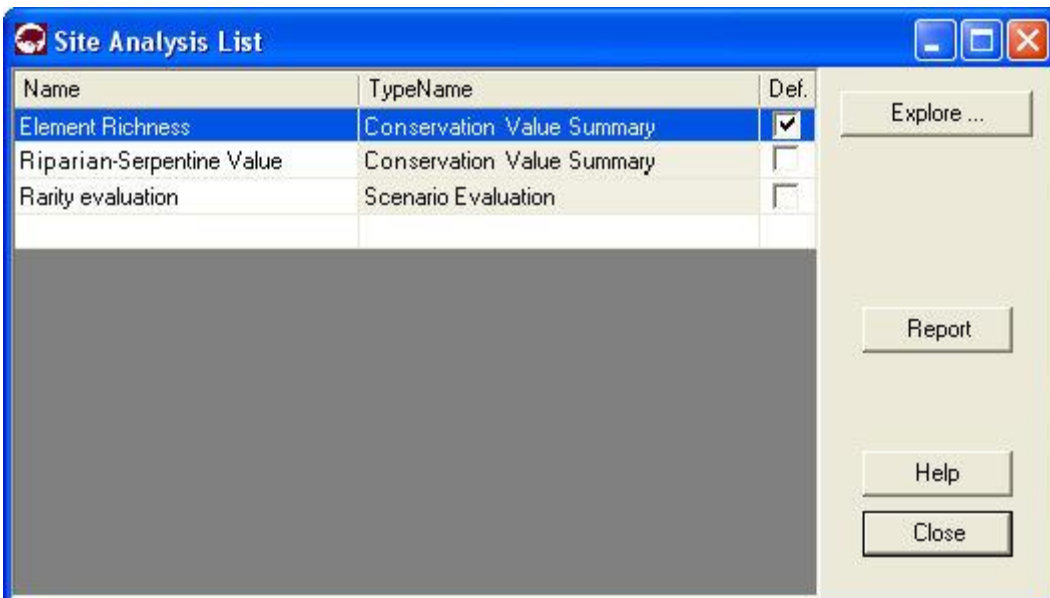 Site Analysis List
Name TypeName Def.
Element Richness Conservation Value Summary
Riparian-Serpentine Value Conservation Value Summary
Rarity evaluation Scenario Evaluation
Explore ...
Report
Help
Close